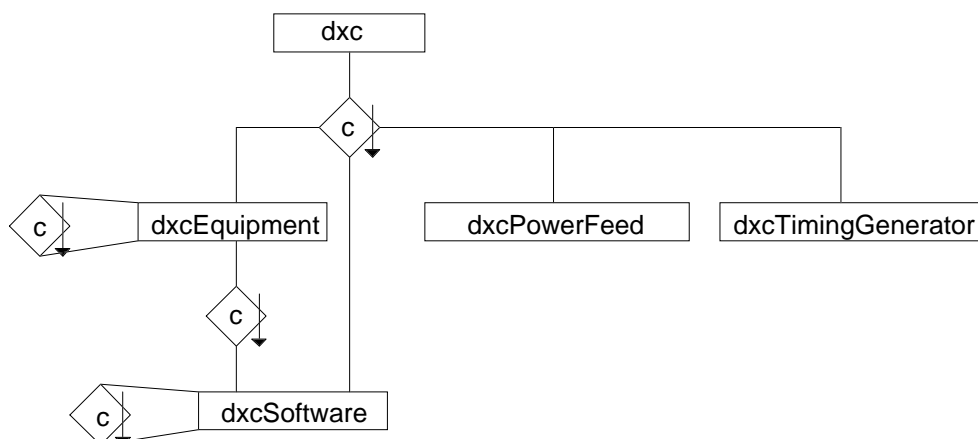 dxc
c
c
dxcEquipment
dxcPowerFeed
dxcTimingGenerator
c
c
dxcSoftware